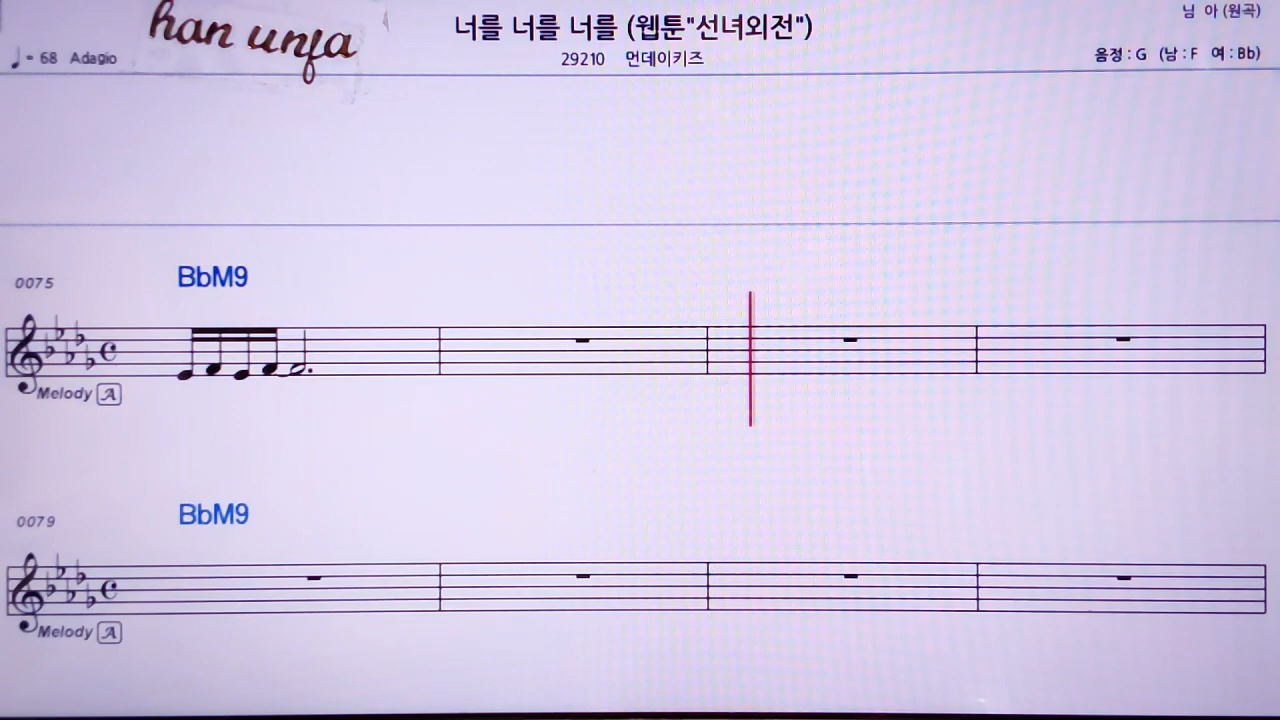 han unja
너를 너를 너를 (웹툰"선녀외전")
님 아 (원곡)
♩= 68 Adagio
29210 먼데이키즈
음정 : G (남 : F 여 : Bb)
0075 BbM9
Melody A
0079 BbM9
Melody A